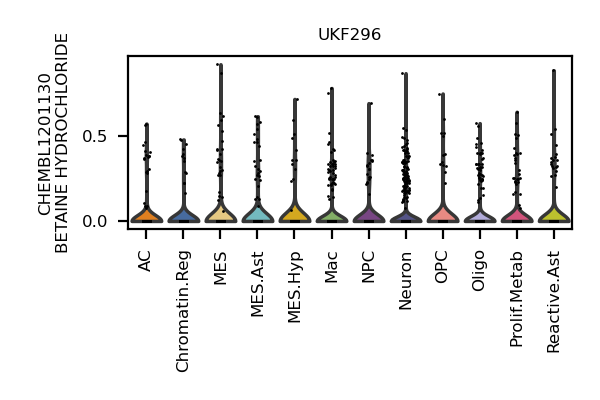 UKF296
CHEMBL1201130
BETAINE HYDROCHLORIDE
0.5
0.0
AC
Chromatin.Reg
MES
MES.Ast
MES.Hyp
Mac
NPC
Neuron
OPC
Oligo
Prolif.Metab
Reactive.Ast